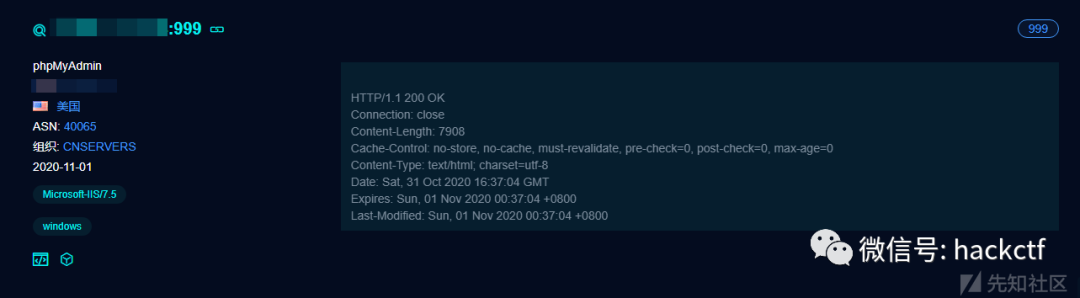 :999
999
phpMyAdmin
美国
ASN: 40065
组织: CNSERVERS
2020-11-01
Microsoft-IIS/7.5
windows
HTTP/1.1 200 OK
Connection: close
Content-Length: 7908
Cache-Control: no-store, no-cache, must-revalidate, pre-check=0, post-check=0, max-age=0
Content-Type: text/html; charset=utf-8
Date: Sat, 31 Oct 2020 16:37:04 GMT
Expires: Sun, 01 Nov 2020 00:37:04 +0800
Last-Modified: Sun, 01 Nov 2020 00:37:04 +0800
微信号: hackctf
先知社区